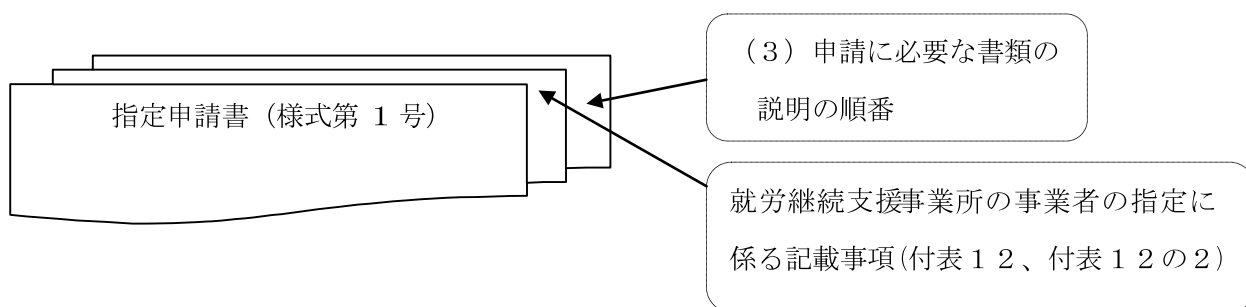 (3)申請に必要な書類の
説明の順番
指定申請書(様式第 1 号)
就労継続支援事業所の事業者の指定に
係る記載事項(付表12、付表12の2)